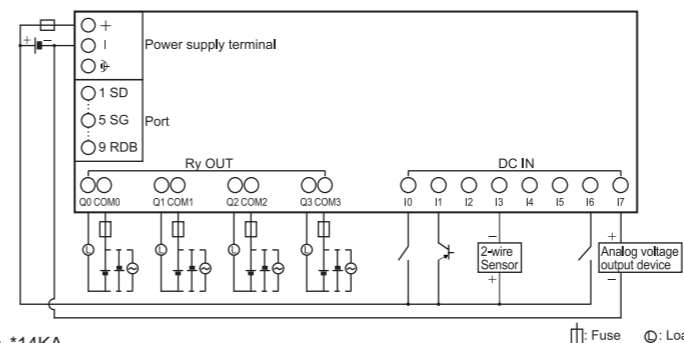 +
Power supply terminal
1 SD
5 SG
Port
9 RDB
Ry OUT
DC IN
Q0 COM0
Q1 COM1
Q2 COM2
Q3 COM3
I0
I1
I2
I3
I4
I5
I6
I7
+ −
L
L
L
L
−
2-wire
Sensor
+
+
Analog voltage
output device
−
*14KA
: Fuse
L : Loa